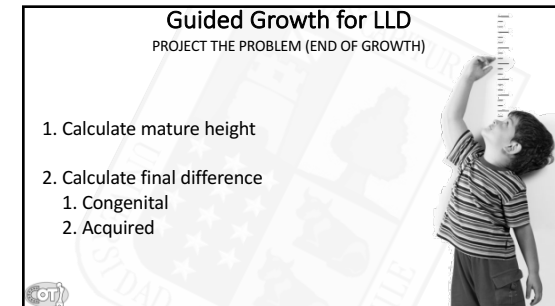 Guided Growth for LLD
PROJECT THE PROBLEM (END OF GROWTH)
1. Calculate mature height
2. Calculate final difference
1. Congenital
2. Acquired
OTI